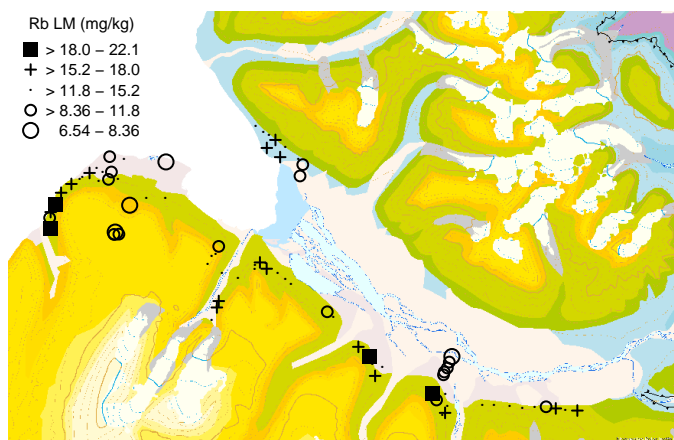 Rb LM (mg/kg)
> 18.0 – 22.1
> 15.2 – 18.0
> 11.8 – 15.2
> 8.36 – 11.8
6.54 – 8.36